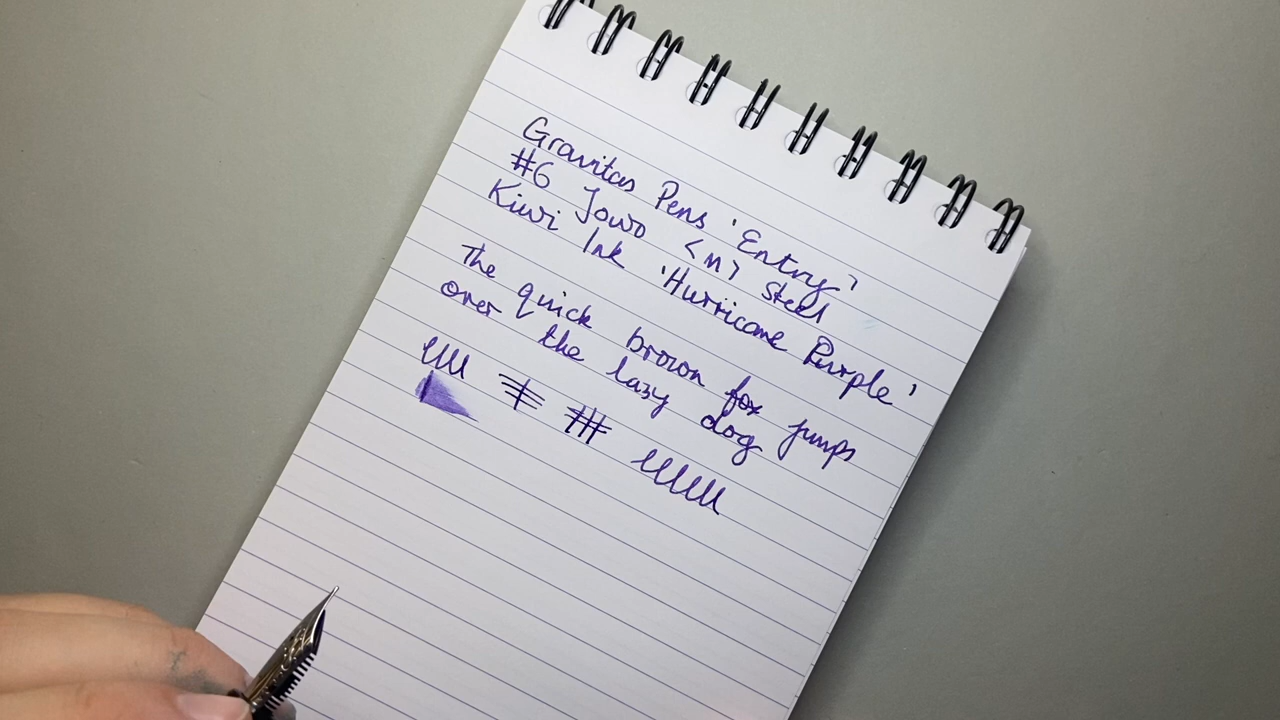 Gravitas Pens 'Entry'
#6 Jowo <M> Steel
Kiwi Ink 'Hurricane Purple'
The quick brown fox jumps
over the lazy dog